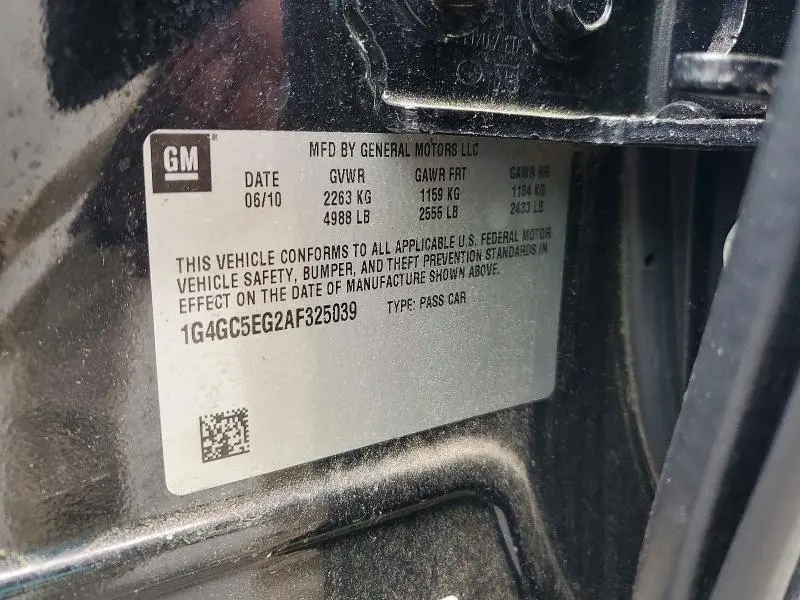 GM
MFD BY GENERAL MOTORS LLC
DATE GVWR GAWR FRT GAWR RR
06/10 2263 KG 1159 KG 1104 KG
4988 LB 2555 LB 2433 LB
THIS VEHICLE CONFORMS TO ALL APPLICABLE U.S. FEDERAL MOTOR
VEHICLE SAFETY, BUMPER, AND THEFT PREVENTION STANDARDS IN
EFFECT ON THE DATE OF MANUFACTURE SHOWN ABOVE.
1G4GC5EG2AF325039 TYPE: PASS CAR